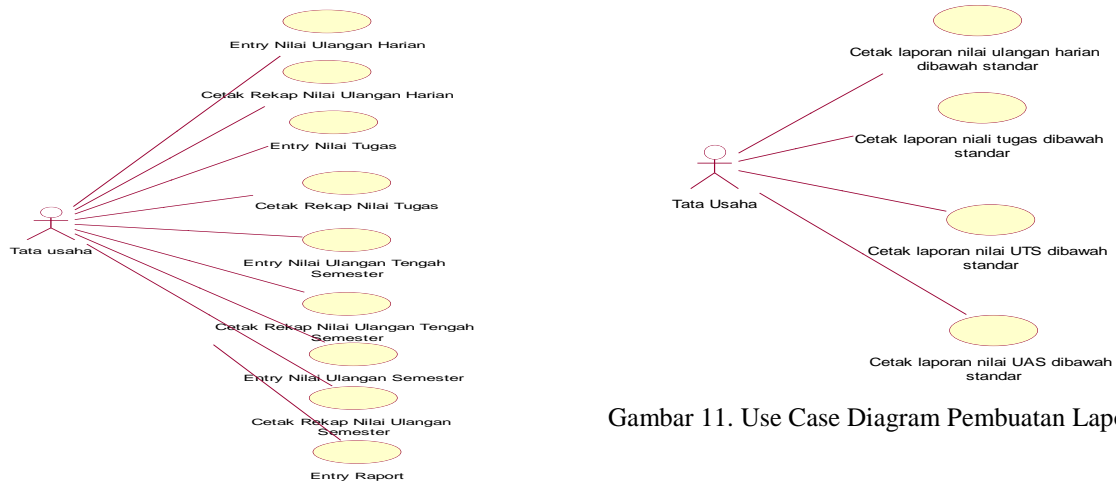 Entry Nilai Ulangan Harian
Cetak Rekap Nilai Ulangan Harian
Entry Nilai Tugas
Cetak Rekap Nilai Tugas
Tata usaha
Entry Nilai Ulangan Tengah
Semester
Cetak Rekap Nilai Ulangan Tengah
Semester
Entry Nilai Ulangan Semester
Cetak Rekap Nilai Ulangan
Semester
Entry Raport
Cetak laporan nilai ulangan harian
dibawah standar
Cetak laporan niali tugas dibawah
standar
Tata Usaha
Cetak laporan nilai UTS dibawah
standar
Cetak laporan nilai UAS dibawah
standar
Gambar 11. Use Case Diagram Pembuatan